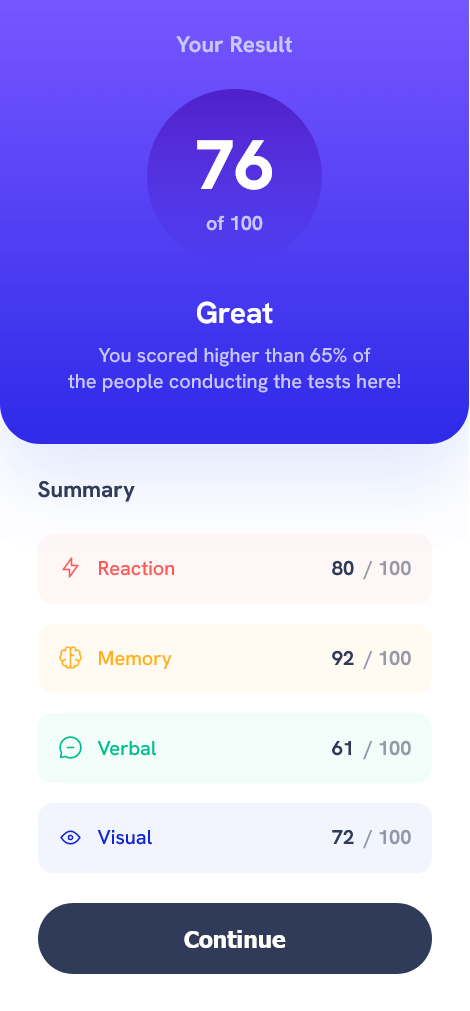 Your Result
76
of 100
Great
You scored higher than 65% of
the people conducting the tests here!
Summary
Reaction 80 / 100
Memory 92 / 100
Verbal 61 / 100
Visual 72 / 100
Continue